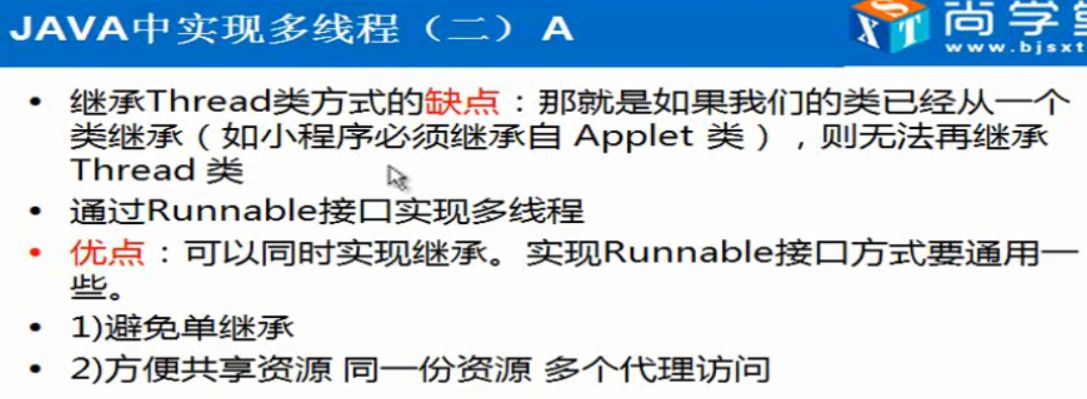 JAVA中实现多线程（二）A
SXT
尚学
www.bjsxt
• 继承Thread类方式的缺点：那就是如果我们的类已经从一个
类继承（如小程序必须继承自 Applet 类），则无法再继承
Thread 类
• 通过Runnable接口实现多线程
• 优点：可以同时实现继承。实现Runnable接口方式要通用一
些。
• 1)避免单继承
• 2)方便共享资源 同一份资源 多个代理访问